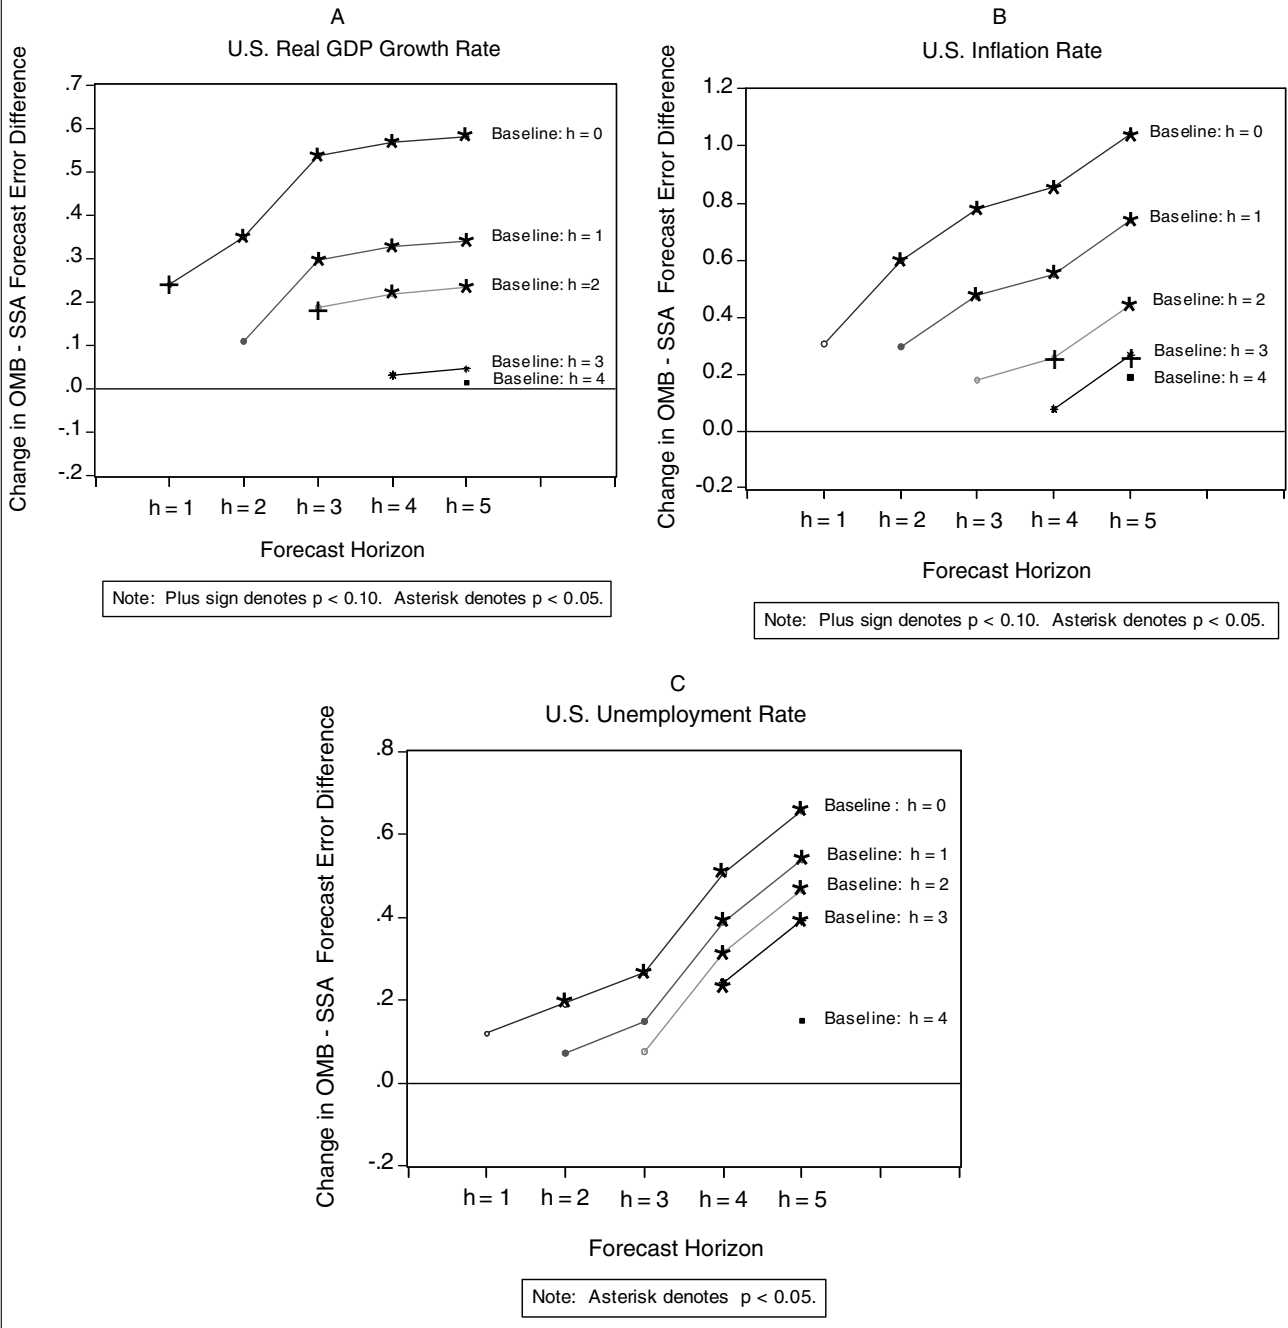 A
U.S. Real GDP Growth Rate
Change in OMB - SSA Forecast Error Difference
.7
.6
.5
.4
.3
.2
.1
.0
-.1
-.2
Baseline: h = 0
Baseline: h = 1
Baseline: h =2
Baseline: h = 3
Baseline: h = 4
h = 1 h = 2 h = 3 h = 4 h = 5
Forecast Horizon
Note: Plus sign denotes p < 0.10. Asterisk denotes p < 0.05.
B
U.S. Inflation Rate
Change in OMB - SSA Forecast Error Difference
1.2
1.0
0.8
0.6
0.4
0.2
0.0
-0.2
Baseline: h = 0
Baseline: h = 1
Baseline: h = 2
Baseline: h = 3
Baseline: h = 4
h = 1 h = 2 h = 3 h = 4 h = 5
Forecast Horizon
Note: Plus sign denotes p < 0.10. Asterisk denotes p < 0.05.
C
U.S. Unemployment Rate
Change in OMB - SSA Forecast Error Difference
.8
.6
.4
.2
.0
-.2
Baseline : h = 0
Baseline: h = 1
Baseline: h = 2
Baseline: h = 3
Baseline: h = 4
h = 1 h = 2 h = 3 h = 4 h = 5
Forecast Horizon
Note: Asterisk denotes p < 0.05.